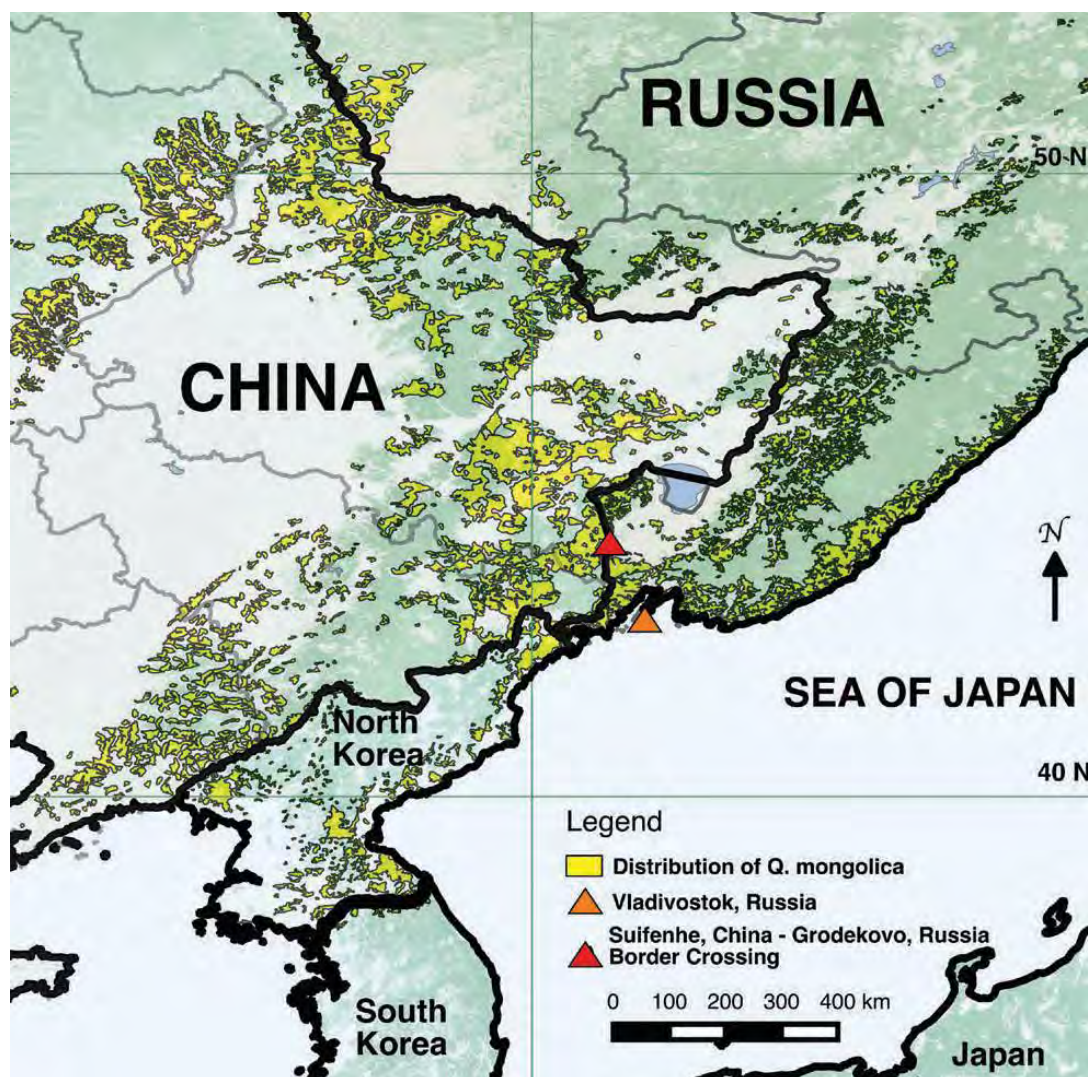 RUSSIA
50 N
CHINA
N
SEA OF JAPAN
North
Korea
40 N
Legend
Distribution of Q. mongolica
Vladivostok, Russia
Suifenhe, China - Grodekovo, Russia
Border Crossing
0 100 200 300 400 km
South
Korea
Japan